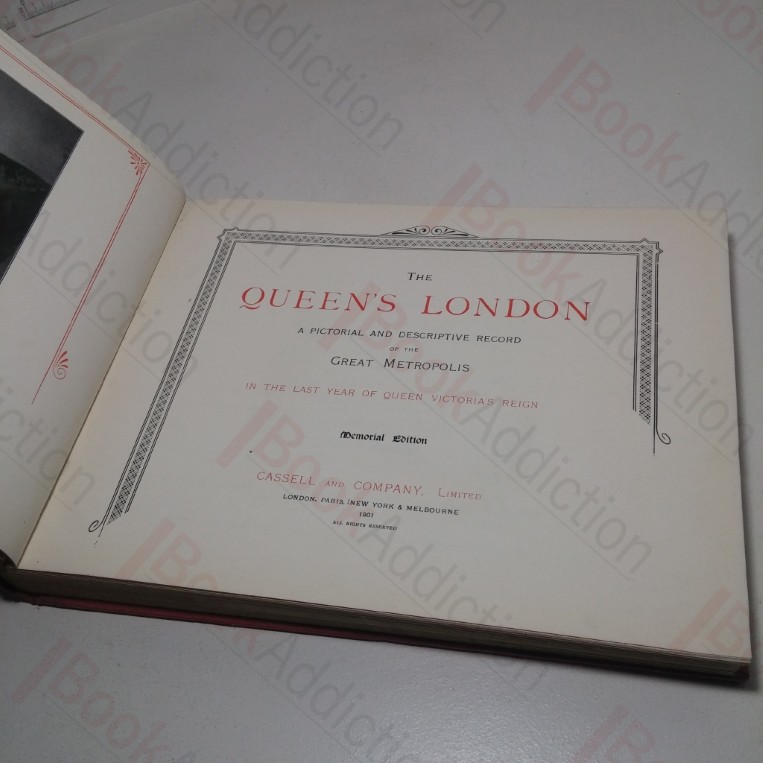 THE
QUEEN'S LONDON
A PICTORIAL AND DESCRIPTIVE RECORD
OF THE
GREAT METROPOLIS
IN THE LAST YEAR OF QUEEN VICTORIA'S REIGN
Memorial Edition
CASSELL AND COMPANY, LIMITED
LONDON, PARIS, NEW YORK & MELBOURNE
1901
ALL RIGHTS RESERVED
BookAddiction